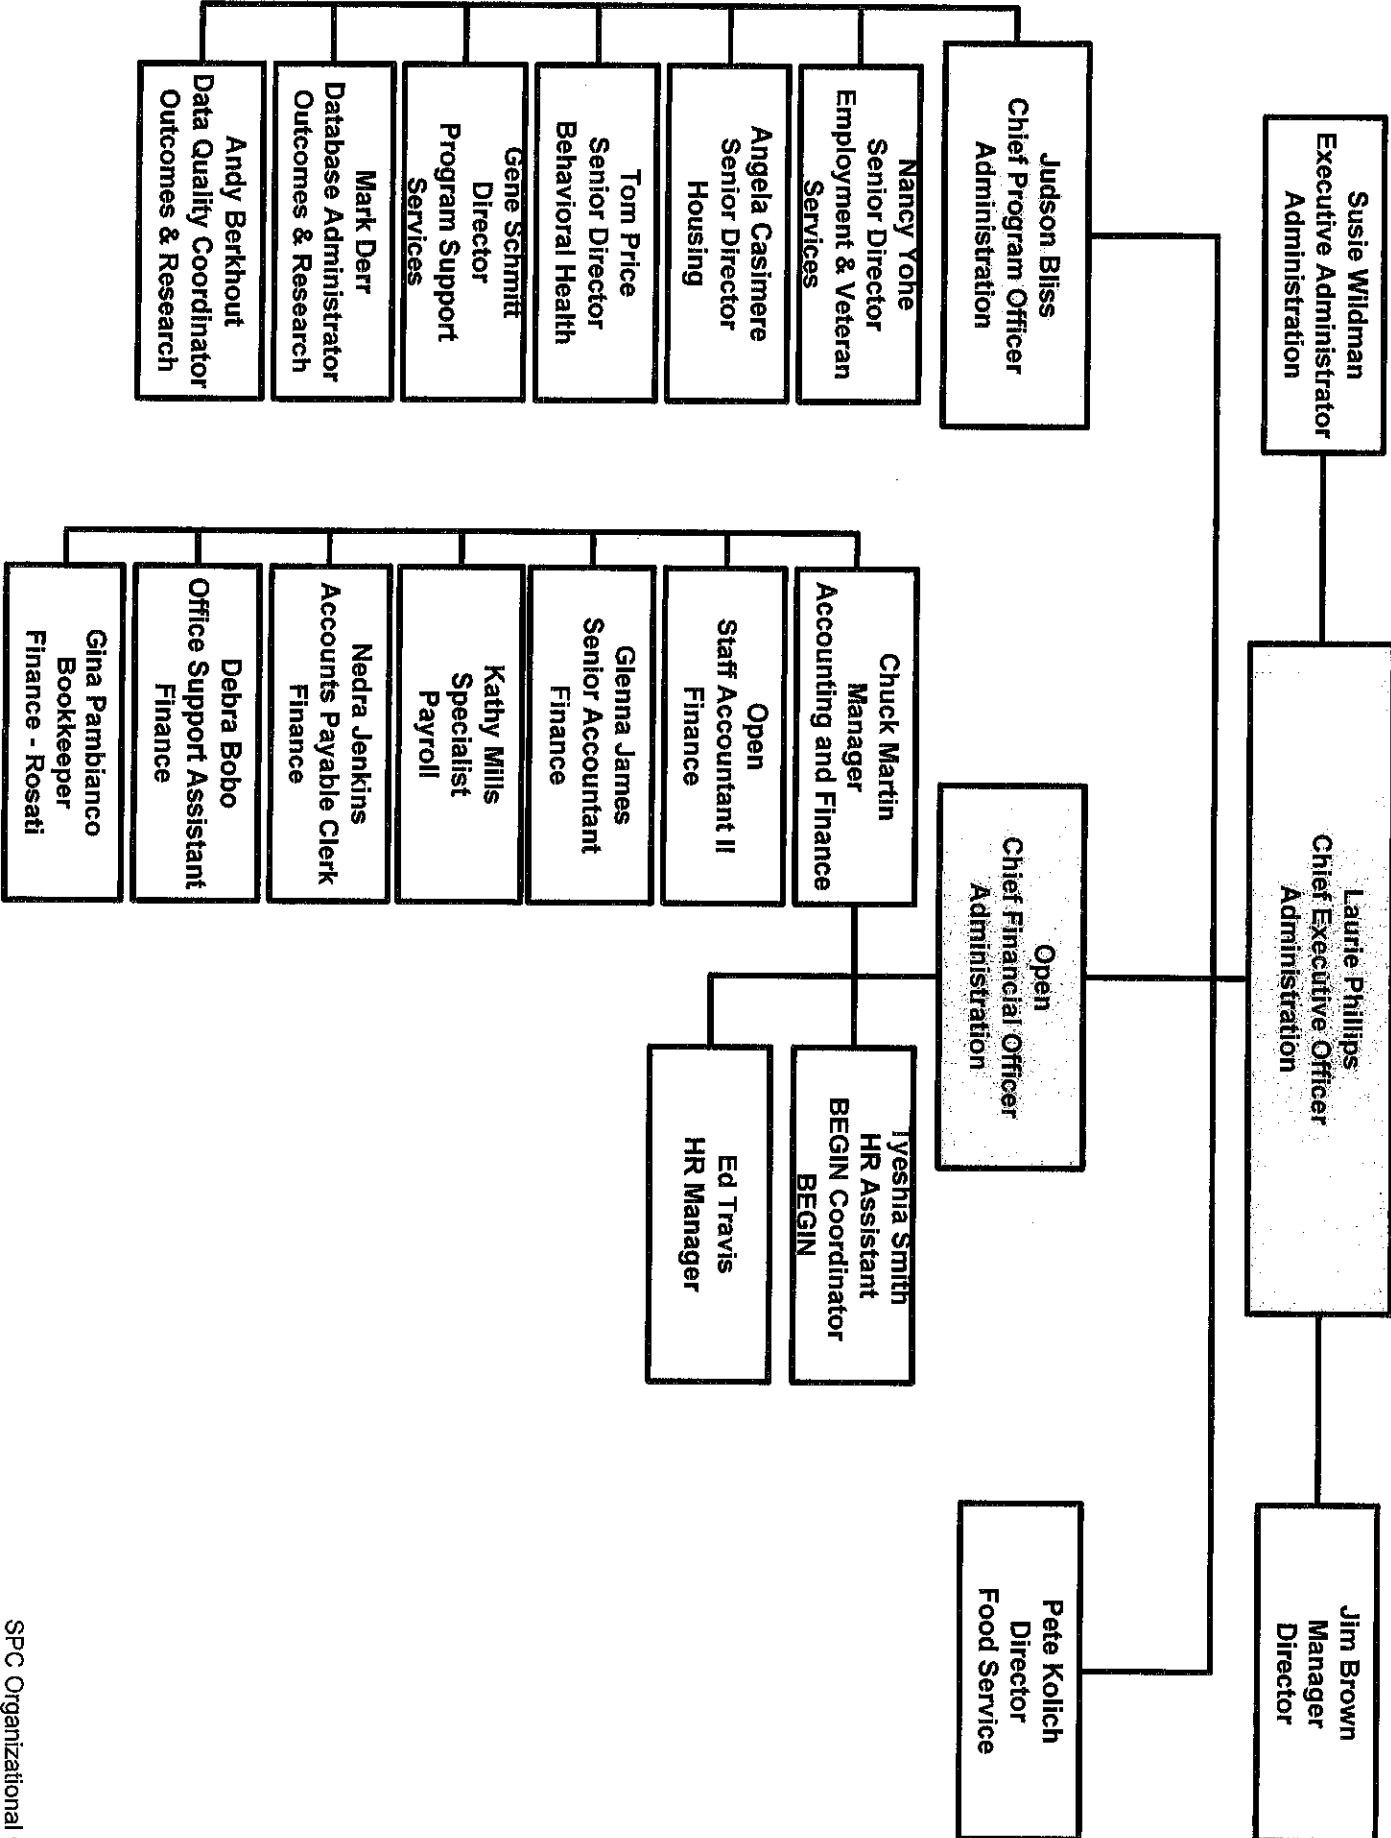 Susie Wildman
Executive Administrator
Administration
Laurie Phillips
Chief Executive Officer
Administration
Jim Brown
Manager
Director
Judson Bliss
Chief Program Officer
Administration
Open
Chief Financial Officer
Administration
Pete Kolich
Director
Food Service
Nancy Yohe
Senior Director
Employment & Veteran
Services
Angela Casimere
Senior Director
Housing
Tom Price
Senior Director
Behavioral Health
Gene Schmitt
Director
Program Support
Services
Mark Derr
Database Administrator
Outcomes & Research
Andy Berkhout
Data Quality Coordinator
Outcomes & Research
Chuck Martin
Manager
Accounting and Finance
Open
Staff Accountant II
Finance
Glenna James
Senior Accountant
Finance
Kathy Mills
Specialist
Payroll
Nedra Jenkins
Accounts Payable Clerk
Finance
Debra Bobo
Office Support Assistant
Finance
Gina Pambianco
Bookkeeper
Finance - Rosati
Tyeshia Smith
HR Assistant
BEGIN Coordinator
BEGIN
Ed Travis
HR Manager
SPC Organizational